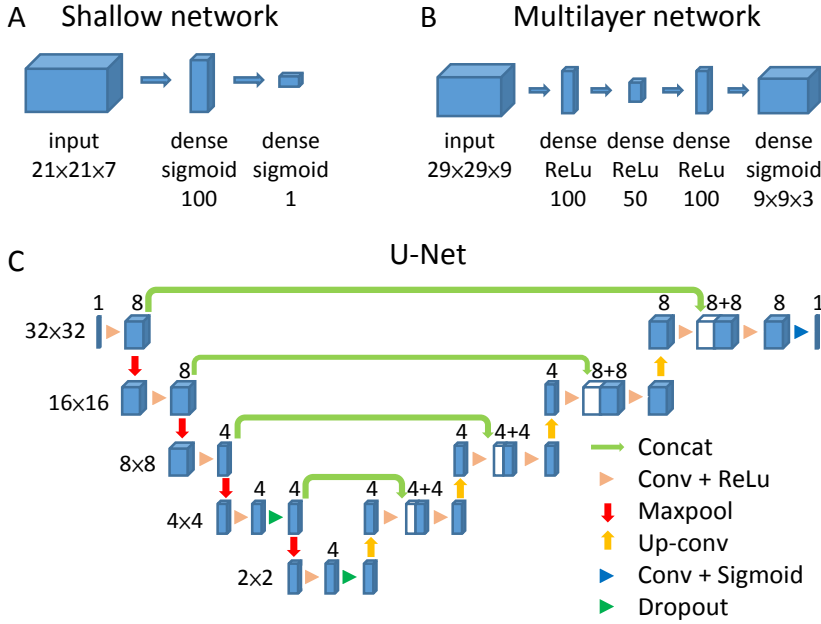 A
Shallow network
input
21×21×7
dense
sigmoid
100
dense
sigmoid
1
B
Multilayer network
input
29×29×9
dense
ReLu
100
dense
ReLu
50
dense
ReLu
100
dense
sigmoid
9×9×3
C
U-Net
1 8 8 8+8 8 1
32×32
8 4 8+8
16×16
4 4 4+4
8×8
4 4 4 4+4
4×4
4
2×2
Concat
Conv + ReLu
Maxpool
Up-conv
Conv + Sigmoid
Dropout